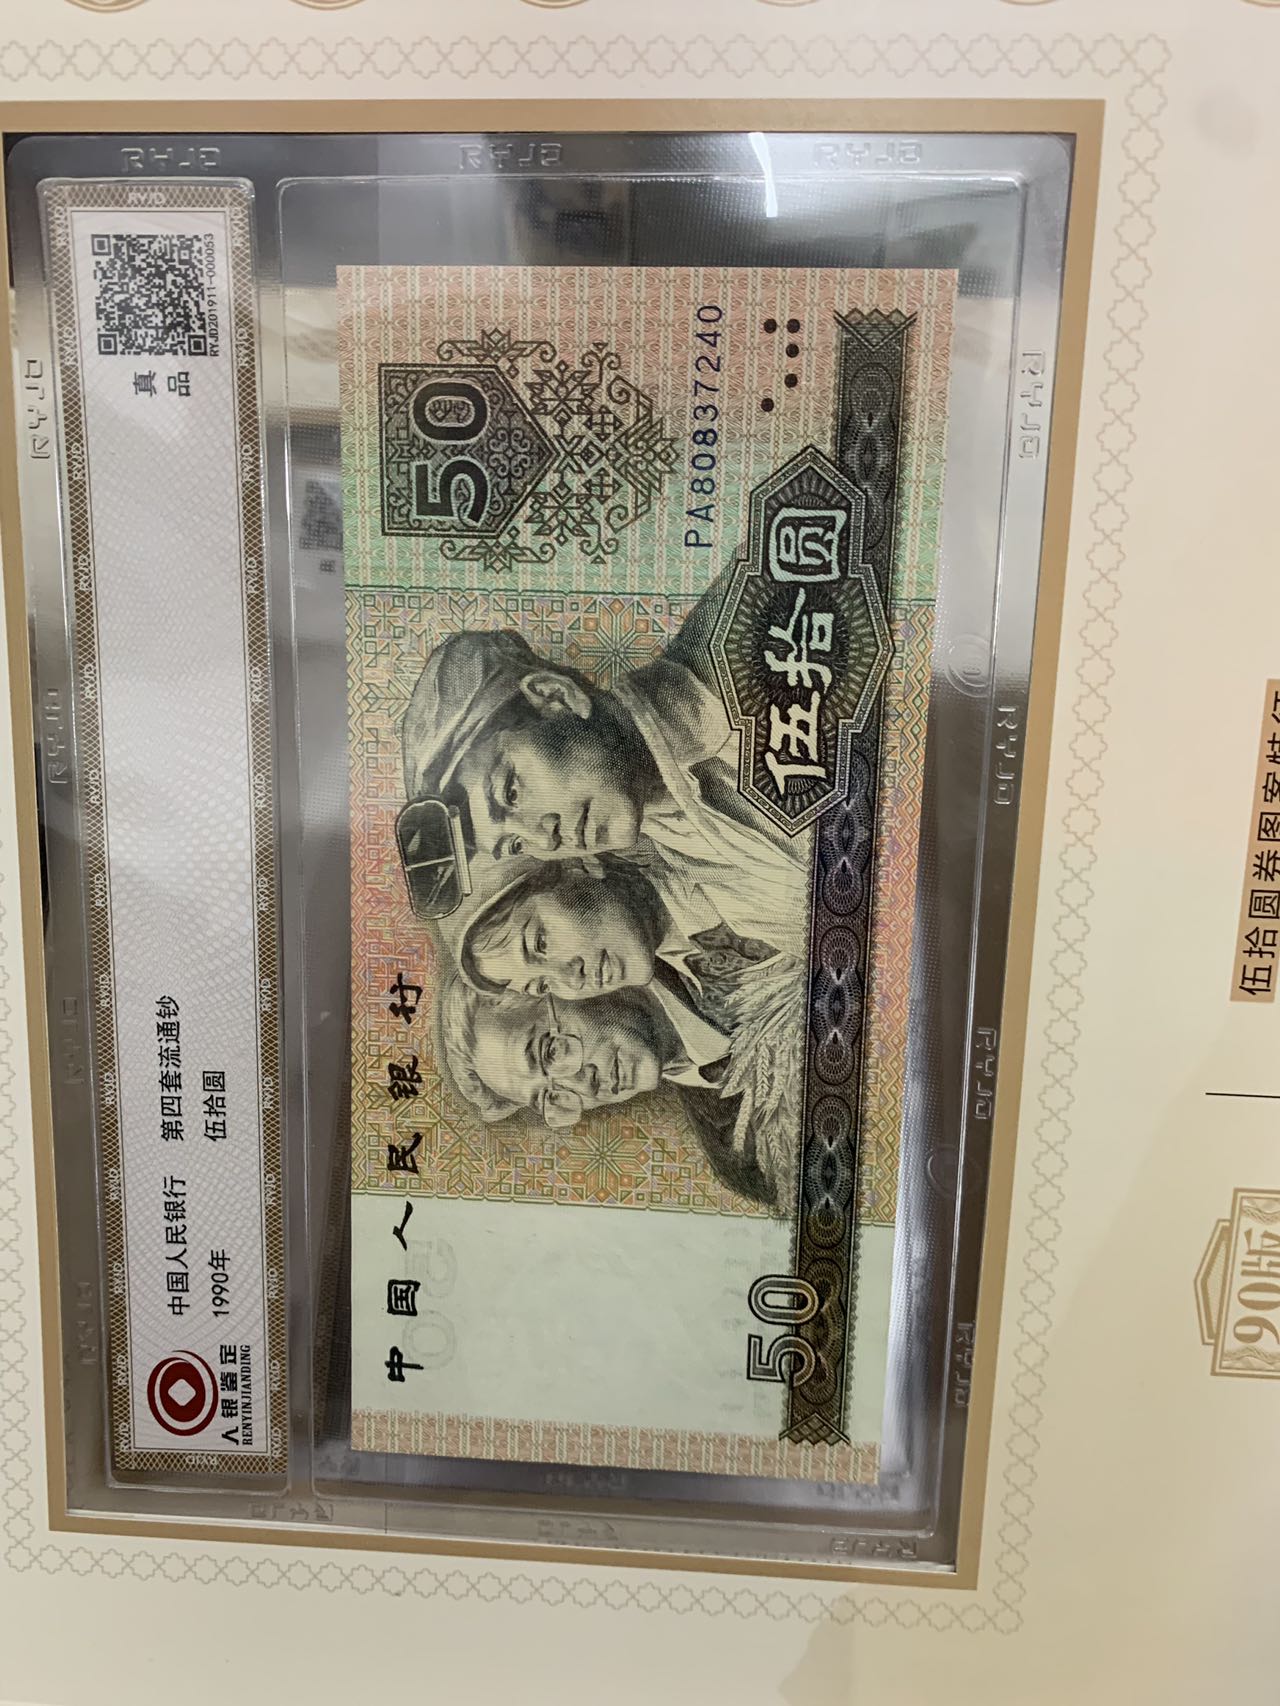 人银鉴定
RENYINJIANDING
中国人民银行 第四套流通钞
1990年 伍拾圆
真品
RYJD201911-000053
中国人民银行
50
PA80837240
伍拾圆
50
90版
伍拾圆券图案特征
RYJD